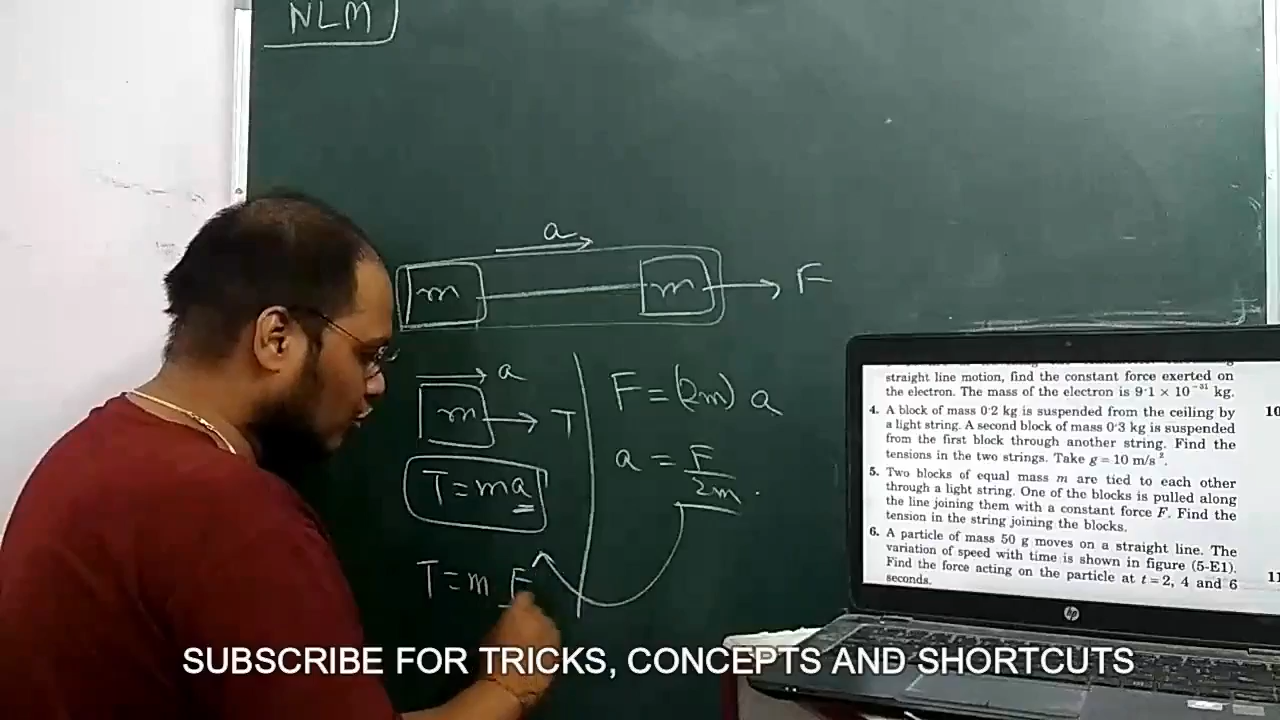 NLM
a
m m F
a
m T
T = ma
T = m F
F = (2m) a
a = F/2m .
straight line motion, find the constant force exerted on
the electron. The mass of the electron is 9·1 × 10⁻³¹ kg.
4. A block of mass 0·2 kg is suspended from the ceiling by
a light string. A second block of mass 0·3 kg is suspended
from the first block through another string. Find the
tensions in the two strings. Take g = 10 m/s².
5. Two blocks of equal mass m are tied to each other
through a light string. One of the blocks is pulled along
the line joining them with a constant force F. Find the
tension in the string joining the blocks.
6. A particle of mass 50 g moves on a straight line. The
variation of speed with time is shown in figure (5-E1).
Find the force acting on the particle at t = 2, 4 and 6
seconds.
10
11
hp
SUBSCRIBE FOR TRICKS, CONCEPTS AND SHORTCUTS